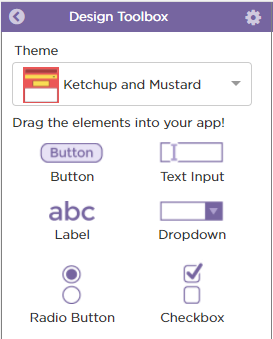 Design Toolbox
Theme
Ketchup and Mustard
Drag the elements into your app!
Button
Button
Text Input
abc
Label
Dropdown
Radio Button
Checkbox